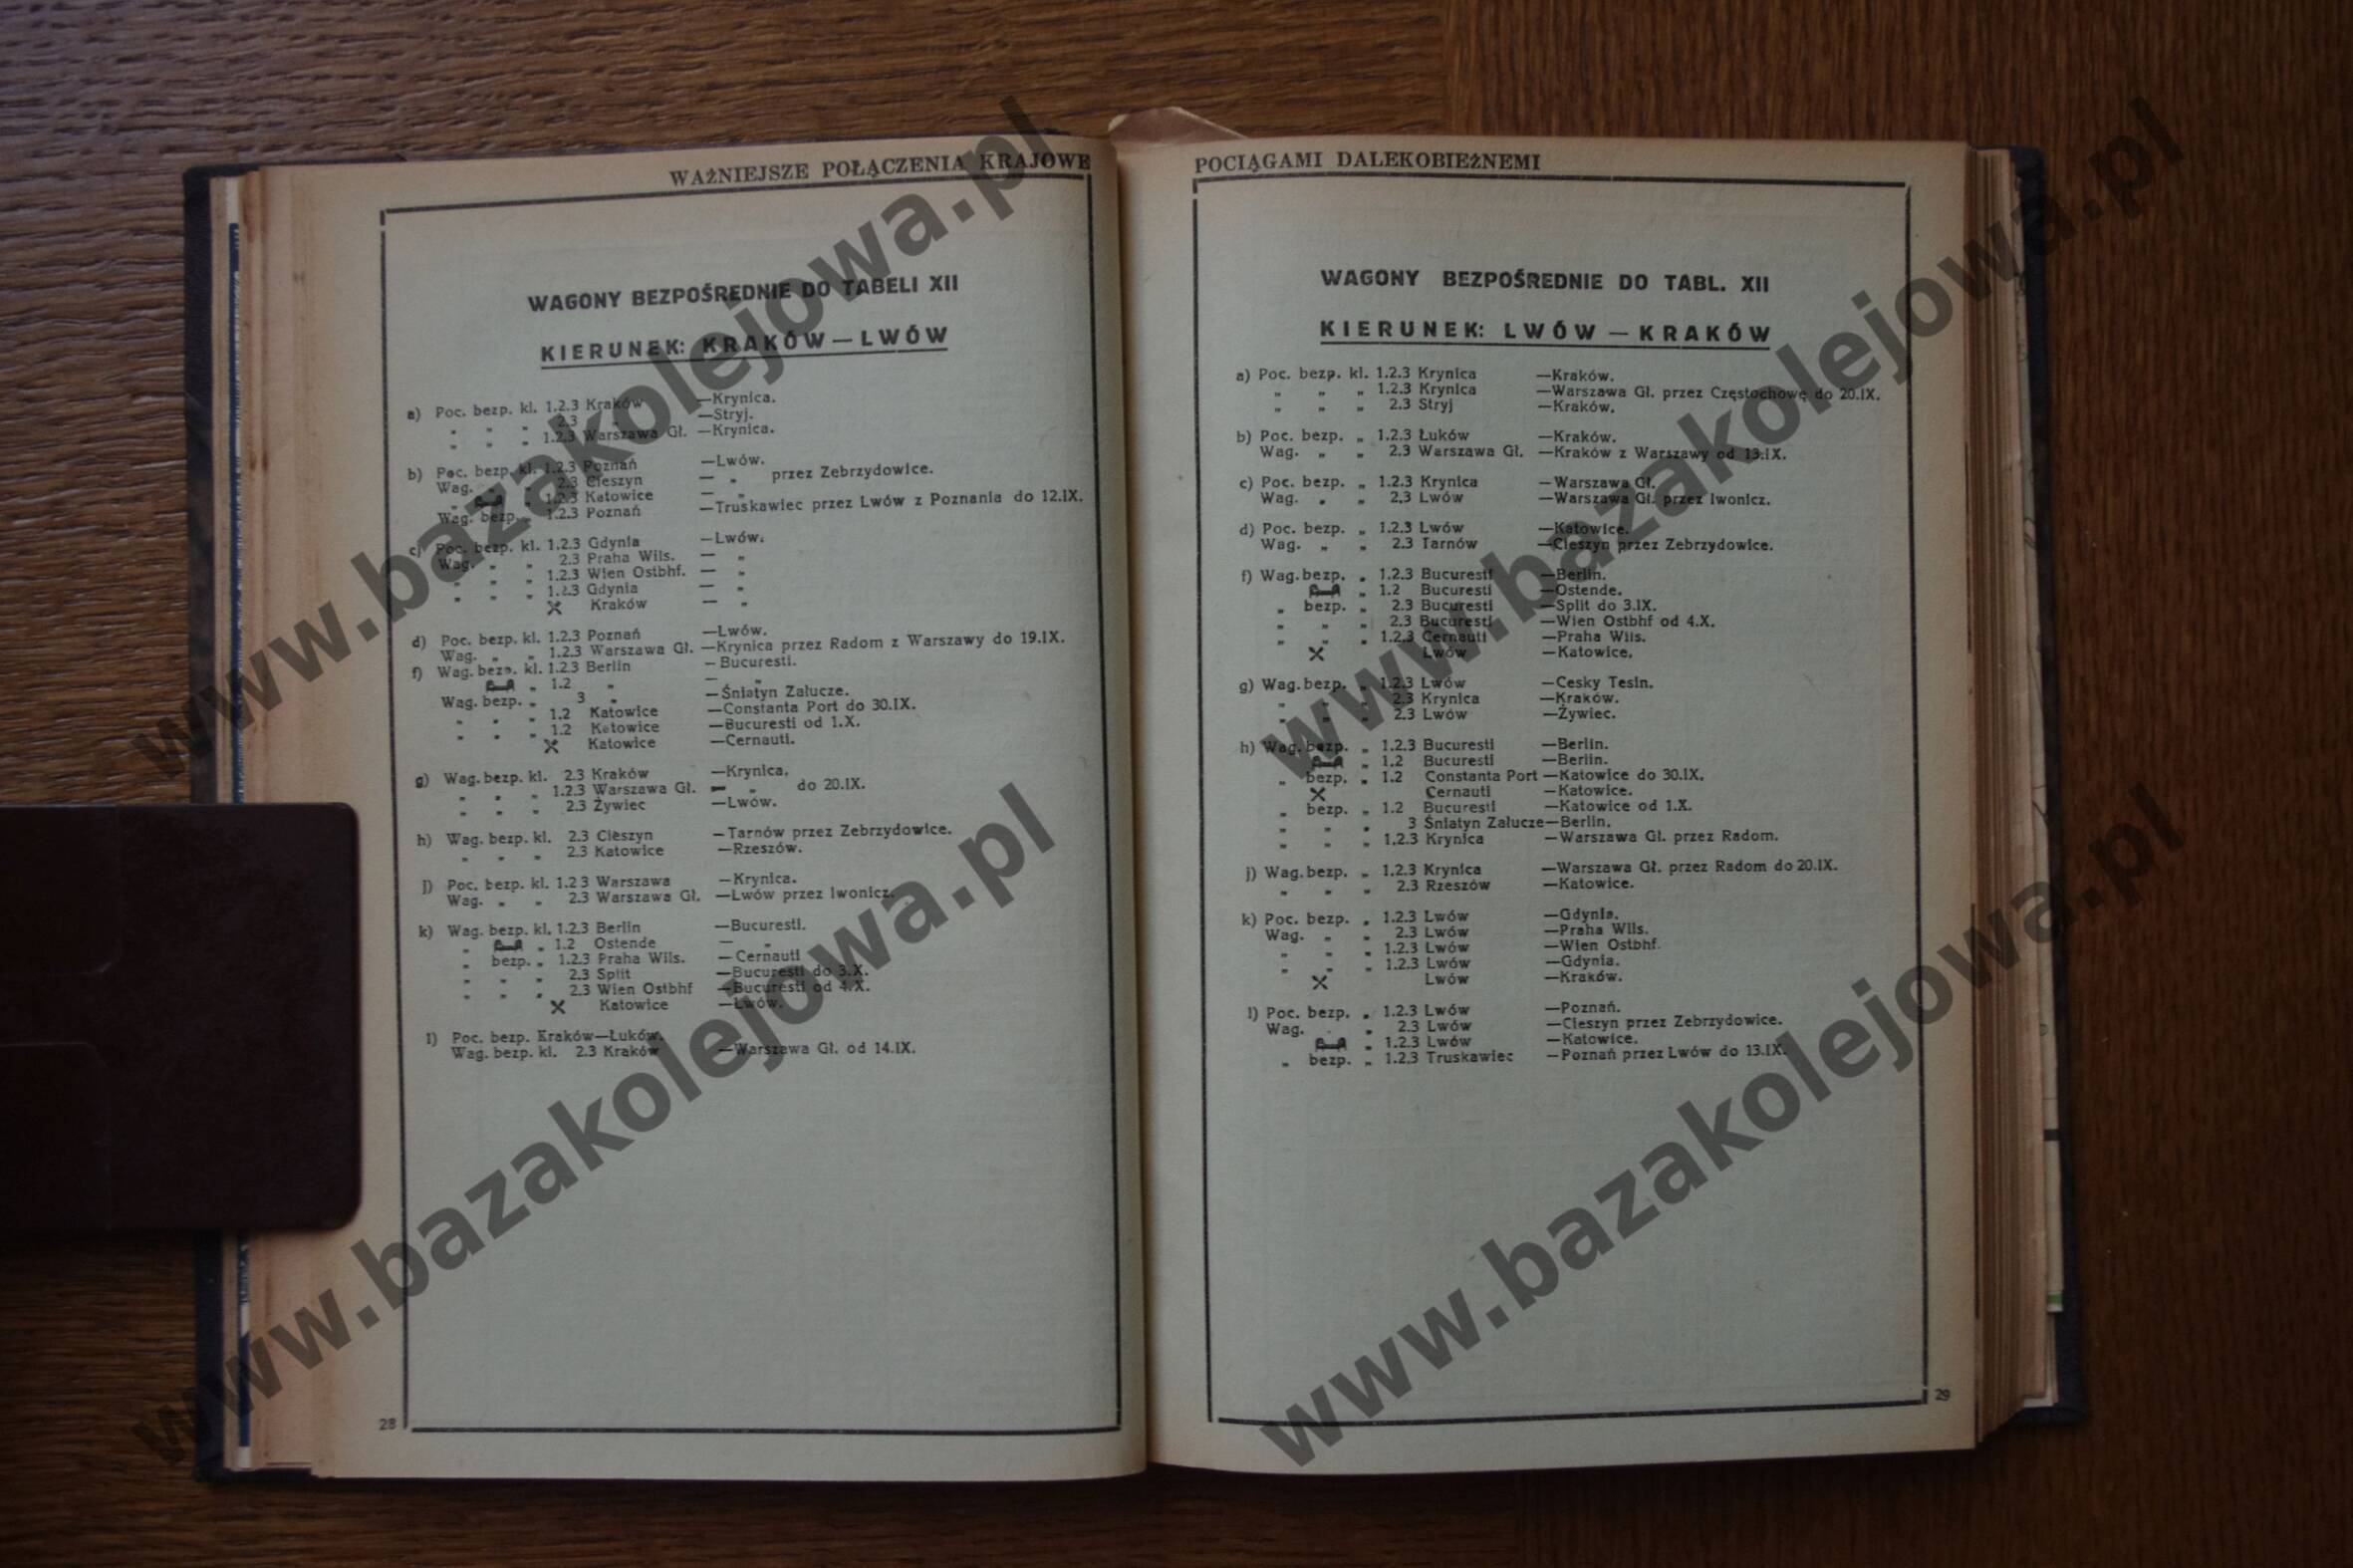 WAŻNIEJSZE POŁĄCZENIA KRAJOWE
WAGONY BEZPOŚREDNIE DO TABELI XII
KIERUNEK: KRAKÓW — LWÓW
a) Poc. bezp. kl. 1.2.3 Kraków —Krynica.
„ „ „ 2.3 „ —Stryj.
„ „ „ 1.2.3 Warszawa Gł. —Krynica.
b) Poc. bezp. kl. 1.2.3 Poznań —Lwów.
Wag. „ „ 2.3 Cieszyn — „ przez Zebrzydowice.
„ „ 1.2.3 Katowice — „
Wag. bezp. „ 1.2.3 Poznań —Truskawiec przez Lwów z Poznania do 12.IX.
c) Poc. bezp. kl. 1.2.3 Gdynia —Lwów.
Wag. „ „ 2.3 Praha Wils. — „
„ „ „ 1.2.3 Wien Ostbhf. — „
„ „ „ 1.2.3 Gdynia — „
Kraków — „
d) Poc. bezp. kl. 1.2.3 Poznań —Lwów.
Wag. „ „ 1.2.3 Warszawa Gł. —Krynica przez Radom z Warszawy do 19.IX.
f) Wag. bezp. kl. 1.2.3 Berlin —Bucuresti.
„ 1.2 „ — „
Wag. bezp. „ 3 „ —Śniatyn Załucze.
„ „ „ 1.2 Katowice —Constanta Port do 30.IX.
„ „ „ 1.2 Katowice —Bucuresti od 1.X.
Katowice —Cernauti.
g) Wag. bezp. kl. 2.3 Kraków —Krynica.
„ „ „ 1.2.3 Warszawa Gł. — „ do 20.IX.
„ „ „ 2.3 Żywiec —Lwów.
h) Wag. bezp. kl. 2.3 Cieszyn —Tarnów przez Zebrzydowice.
„ „ „ 2.3 Katowice —Rzeszów.
j) Poc. bezp. kl. 1.2 3 Warszawa —Krynica.
Wag. „ „ 2.3 Warszawa Gł. —Lwów przez Iwonicz.
k) Wag. bezp. kl. 1.2.3 Berlin —Bucuresti.
„ „ 1.2 Ostende — „
„ bezp. „ 1.2.3 Praha Wils. —Cernauti
„ „ „ 2.3 Split —Bucuresti do 3.X.
„ „ „ 2.3 Wien Ostbhf —Bucuresti od 4.X.
Katowice —Lwów.
l) Poc. bezp. Kraków—Łuków.
Wag. bezp. kl. 2.3 Kraków —Warszawa Gł. od 14.IX.
28
POCIĄGAMI DALEKOBIEŻNEMI
WAGONY BEZPOŚREDNIE DO TABL. XII
KIERUNEK: LWÓW — KRAKÓW
a) Poc. bezp. kl. 1.2.3 Krynica —Kraków.
„ „ „ 1.2.3 Krynica —Warszawa Gł. przez Częstochowę do 20.IX.
„ „ „ 2.3 Stryj —Kraków.
b) Poc. bezp. „ 1.2.3 Łuków —Kraków.
Wag. „ „ 2.3 Warszawa Gł. —Kraków z Warszawy od 13.IX.
c) Poc. bezp. „ 1.2.3 Krynica —Warszawa Gł.
Wag. „ „ 2.3 Lwów —Warszawa Gł. przez Iwonicz.
d) Poc. bezp. „ 1.2.3 Lwów —Katowice.
Wag. „ „ 2.3 Tarnów —Cieszyn przez Zebrzydowice.
f) Wag. bezp. „ 1.2.3 Bucuresti —Berlin.
„ 1.2 Bucuresti —Ostende.
„ bezp. „ 2.3 Bucuresti —Split do 3.IX.
„ „ „ 2.3 Bucuresti —Wien Ostbhf od 4.X.
„ „ „ 1.2.3 Cernauti —Praha Wils.
Lwów —Katowice.
g) Wag. bezp. „ 1.2.3 Lwów —Cesky Tesin.
„ „ „ 2.3 Krynica —Kraków.
„ „ „ 2.3 Lwów —Żywiec.
h) Wag. bezp. „ 1.2.3 Bucuresti —Berlin.
„ 1.2 Bucuresti —Berlin.
„ bezp. „ 1.2 Constanta Port —Katowice do 30.IX.
Cernauti —Katowice.
„ bezp. „ 1.2 Bucuresti —Katowice od 1.X.
„ „ „ 3 Śniatyn Załucze—Berlin.
„ „ „ 1.2.3 Krynica —Warszawa Gł. przez Radom.
j) Wag. bezp. „ 1.2.3 Krynica —Warszawa Gł. przez Radom do 20.IX.
„ „ „ 2.3 Rzeszów —Katowice.
k) Poc. bezp. „ 1.2.3 Lwów —Gdynia.
Wag. „ „ 2.3 Lwów —Praha Wils.
„ „ „ 1.2.3 Lwów —Wien Ostbhf.
„ „ „ 1.2.3 Lwów —Gdynia.
Lwów —Kraków.
l) Poc. bezp. „ 1.2.3 Lwów —Poznań.
Wag. „ „ 2.3 Lwów —Cieszyn przez Zebrzydowice.
„ 1.2.3 Lwów —Katowice.
„ bezp. „ 1.2.3 Truskawiec —Poznań przez Lwów do 13.IX.
29
www.bazakolejowa.pl
www.bazakolejowa.pl
www.bazakolejowa.pl
www.bazakolejowa.pl